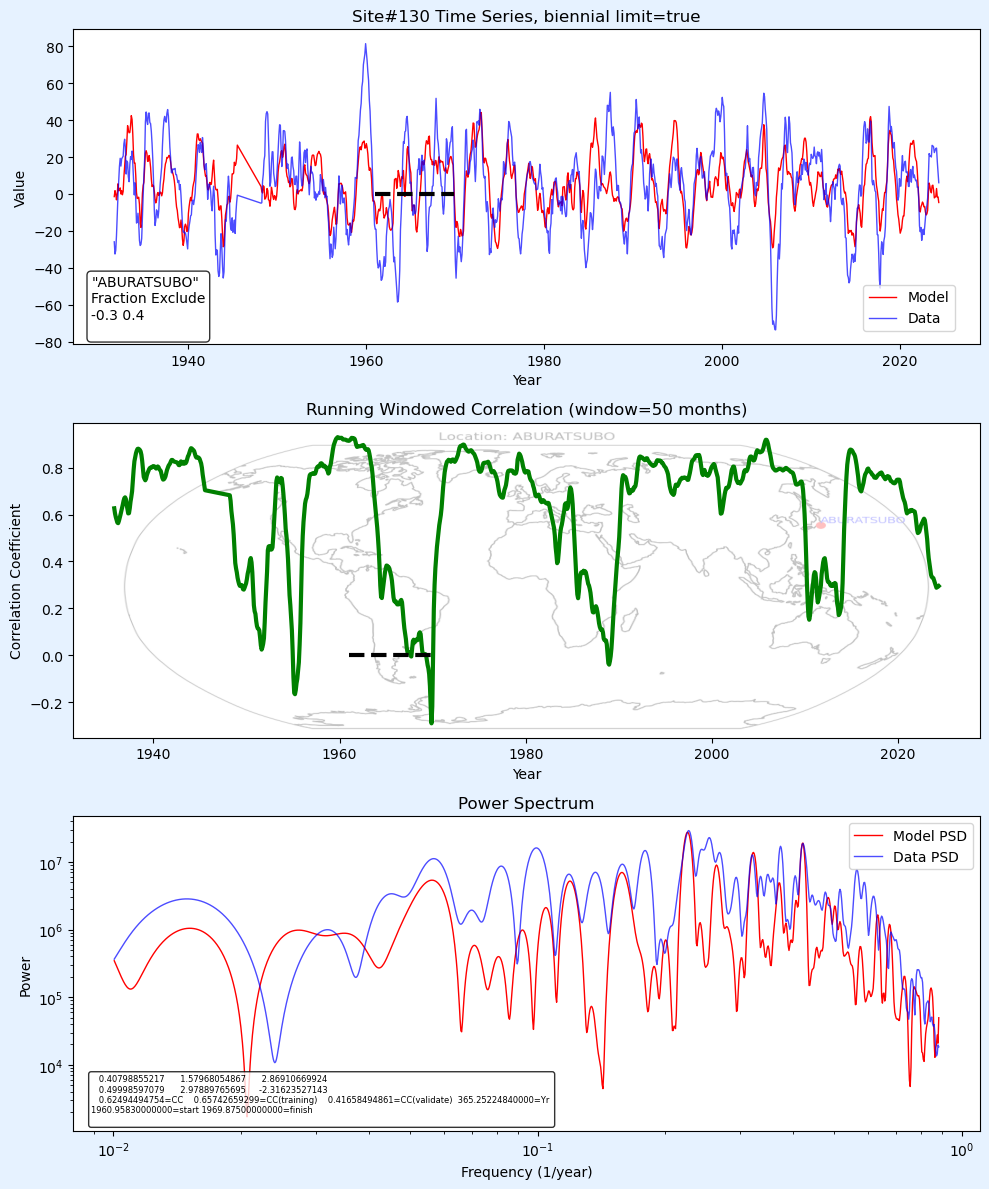 Site#130 Time Series, biennial limit=true
80
60
40
20
0
−20
−40
−60
−80
Value
"ABURATSUBO"
Fraction Exclude
-0.3 0.4
Model
Data
1940
1960
1980
2000
2020
Year
Running Windowed Correlation (window=50 months)
Location: ABURATSUBO
0.8
0.6
0.4
0.2
0.0
−0.2
Correlation Coefficient
ABURATSUBO
1940
1960
1980
2000
2020
Year
Power Spectrum
10^7
10^6
10^5
10^4
Power
Model PSD
Data PSD
0.40798855217 1.57968054867 2.86910669924
0.49998597079 2.97889765695 -2.31623527143
0.62494494754=CC 0.65742659299=CC(training) 0.41658494861=CC(validate) 365.25224840000=Yr
1960.95830000000=start 1969.87500000000=finish
10^−2
10^−1
10^0
Frequency (1/year)